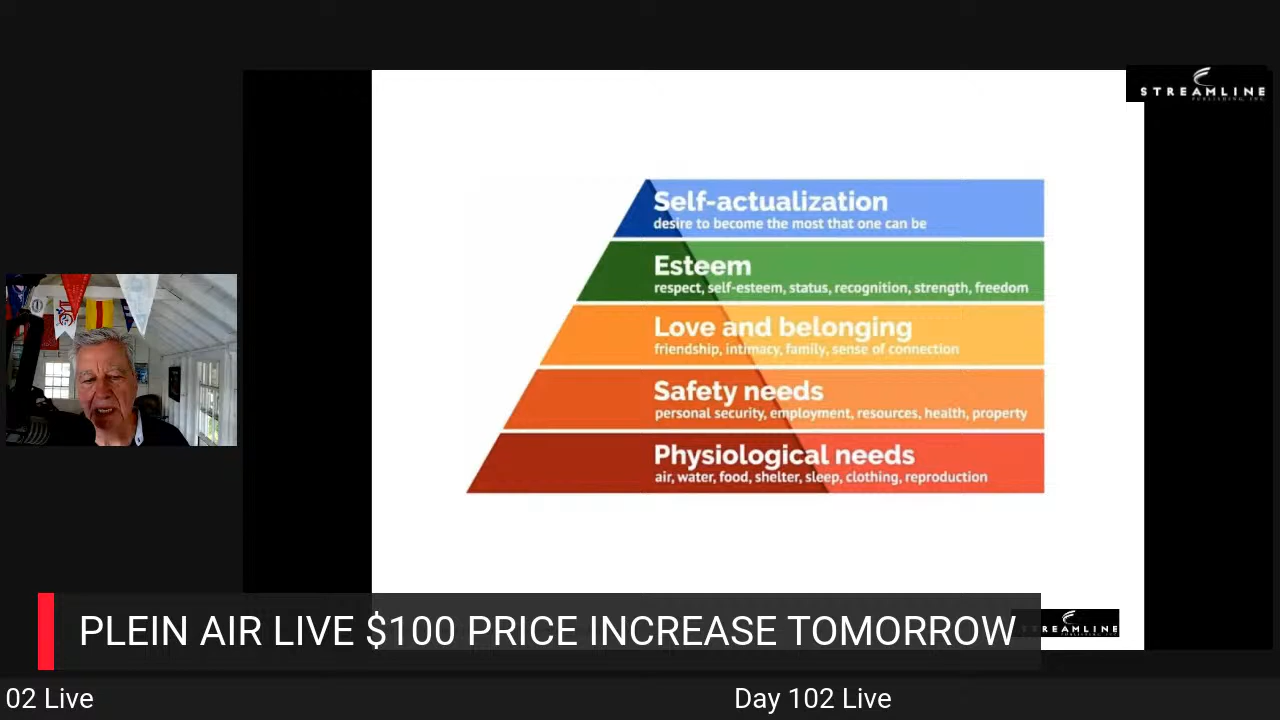 STREAMLINE
PUBLISHING, INC.
Self-actualization
desire to become the most that one can be
Esteem
respect, self-esteem, status, recognition, strength, freedom
Love and belonging
friendship, intimacy, family, sense of connection
Safety needs
personal security, employment, resources, health, property
Physiological needs
air, water, food, shelter, sleep, clothing, reproduction
PLEIN AIR LIVE $100 PRICE INCREASE TOMORROW
TREAMLINE
02 Live
Day 102 Live